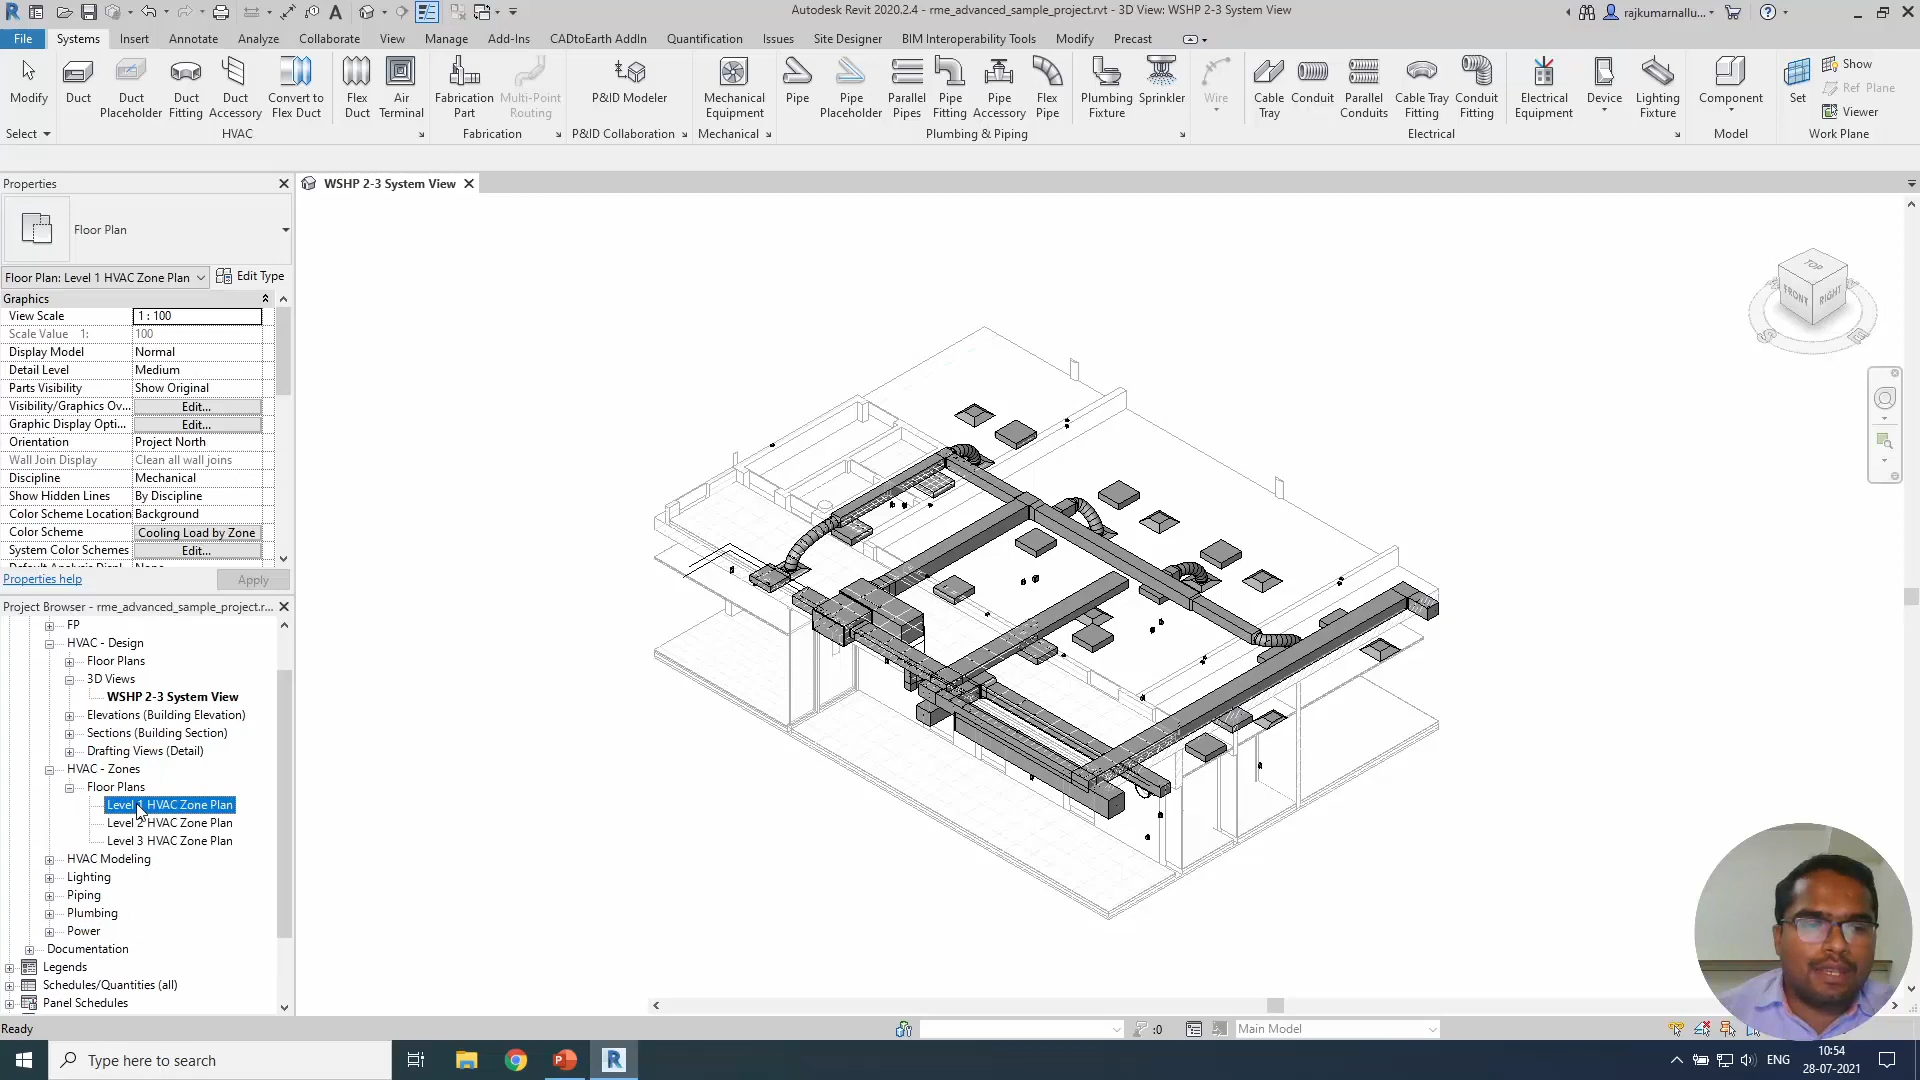 Autodesk Revit 2020.2.4 - rme_advanced_sample_project.rvt - 3D View: WSHP 2-3 System View
rajkumarnallu...
File Systems Insert Annotate Analyze Collaborate View Manage Add-Ins CADtoEarth AddIn Quantification Issues Site Designer BIM Interoperability Tools Modify Precast
Modify
Duct
Duct Placeholder
Duct Fitting
Duct Accessory
Convert to Flex Duct
Flex Duct
Air Terminal
Fabrication Part
Multi-Point Routing
P&ID Modeler
Mechanical Equipment
Pipe
Pipe Placeholder
Parallel Pipes
Pipe Fitting
Pipe Accessory
Flex Pipe
Plumbing Fixture
Sprinkler
Wire
Cable Tray
Conduit
Parallel Conduits
Cable Tray Fitting
Conduit Fitting
Electrical Equipment
Device
Lighting Fixture
Component
Set
Show
Ref Plane
Viewer
Select HVAC Fabrication P&ID Collaboration Mechanical Plumbing & Piping Electrical Model Work Plane
Properties
WSHP 2-3 System View
Floor Plan
Floor Plan: Level 1 HVAC Zone Plan Edit Type
Graphics
View Scale 1 : 100
Scale Value 1: 100
Display Model Normal
Detail Level Medium
Parts Visibility Show Original
Visibility/Graphics Ov... Edit...
Graphic Display Opti... Edit...
Orientation Project North
Wall Join Display Clean all wall joins
Discipline Mechanical
Show Hidden Lines By Discipline
Color Scheme Location Background
Color Scheme Cooling Load by Zone
System Color Schemes Edit...
Properties help Apply
Project Browser - rme_advanced_sample_project.r...
FP
HVAC - Design
Floor Plans
3D Views
WSHP 2-3 System View
Elevations (Building Elevation)
Sections (Building Section)
Drafting Views (Detail)
HVAC - Zones
Floor Plans
Level 1 HVAC Zone Plan
Level 2 HVAC Zone Plan
Level 3 HVAC Zone Plan
HVAC Modeling
Lighting
Piping
Plumbing
Power
Documentation
Legends
Schedules/Quantities (all)
Panel Schedules
TOP
FRONT
RIGHT
S
E
Ready
:0
Main Model
Type here to search
ENG
10:54
28-07-2021